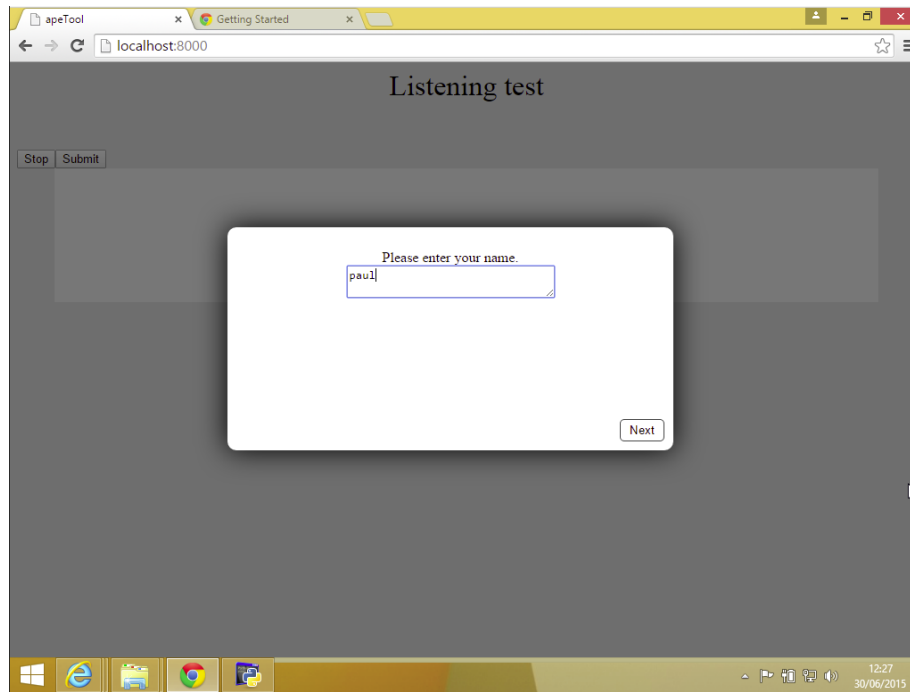 apeTool
Getting Started
localhost:8000
Listening test
Stop Submit
Please enter your name.
paul
Next
12:27
30/06/2015